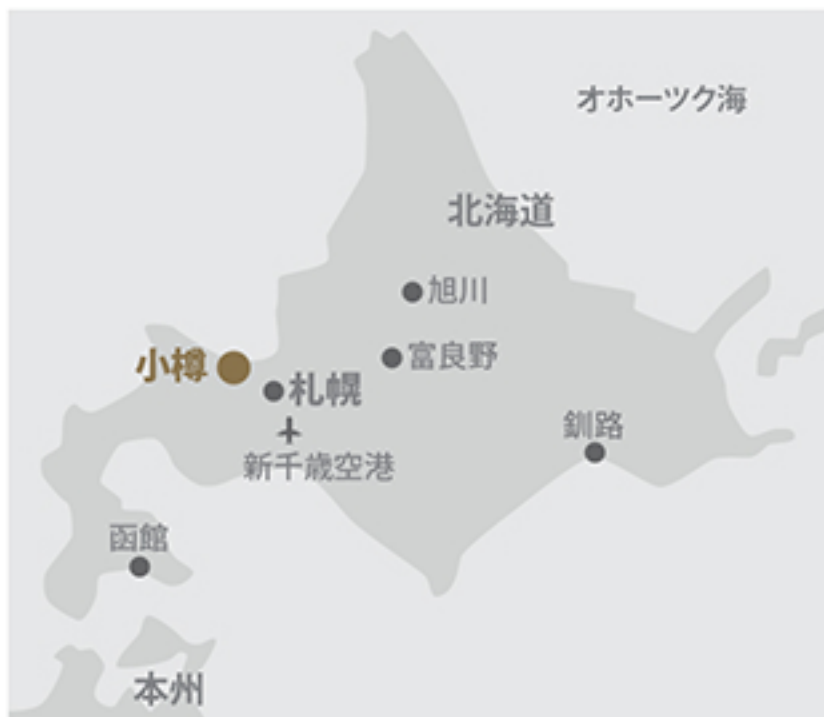 オホーツク海
北海道
旭川
富良野
小樽
札幌
新千歳空港
釧路
函館
本州